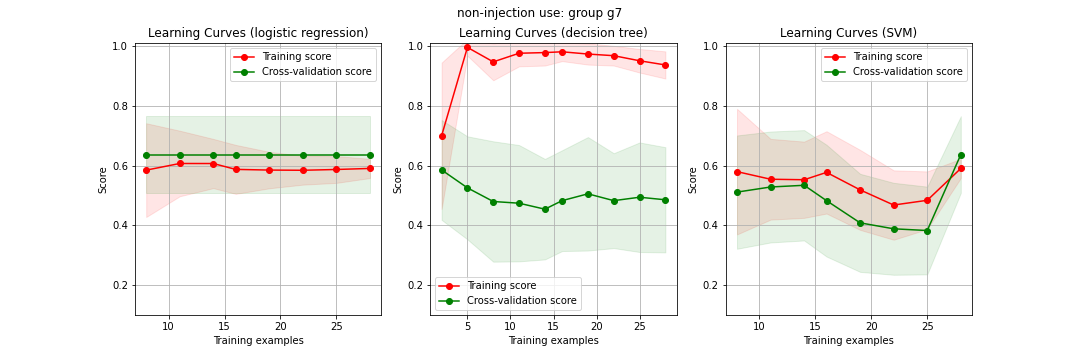 non-injection use: group g7
Learning Curves (logistic regression)
1.0
0.8
0.6
0.4
0.2
Score
10
15
20
25
Training examples
Training score
Cross-validation score
Learning Curves (decision tree)
1.0
0.8
0.6
0.4
0.2
Score
5
10
15
20
25
Training examples
Training score
Cross-validation score
Learning Curves (SVM)
1.0
0.8
0.6
0.4
0.2
Score
10
15
20
25
Training examples
Training score
Cross-validation score